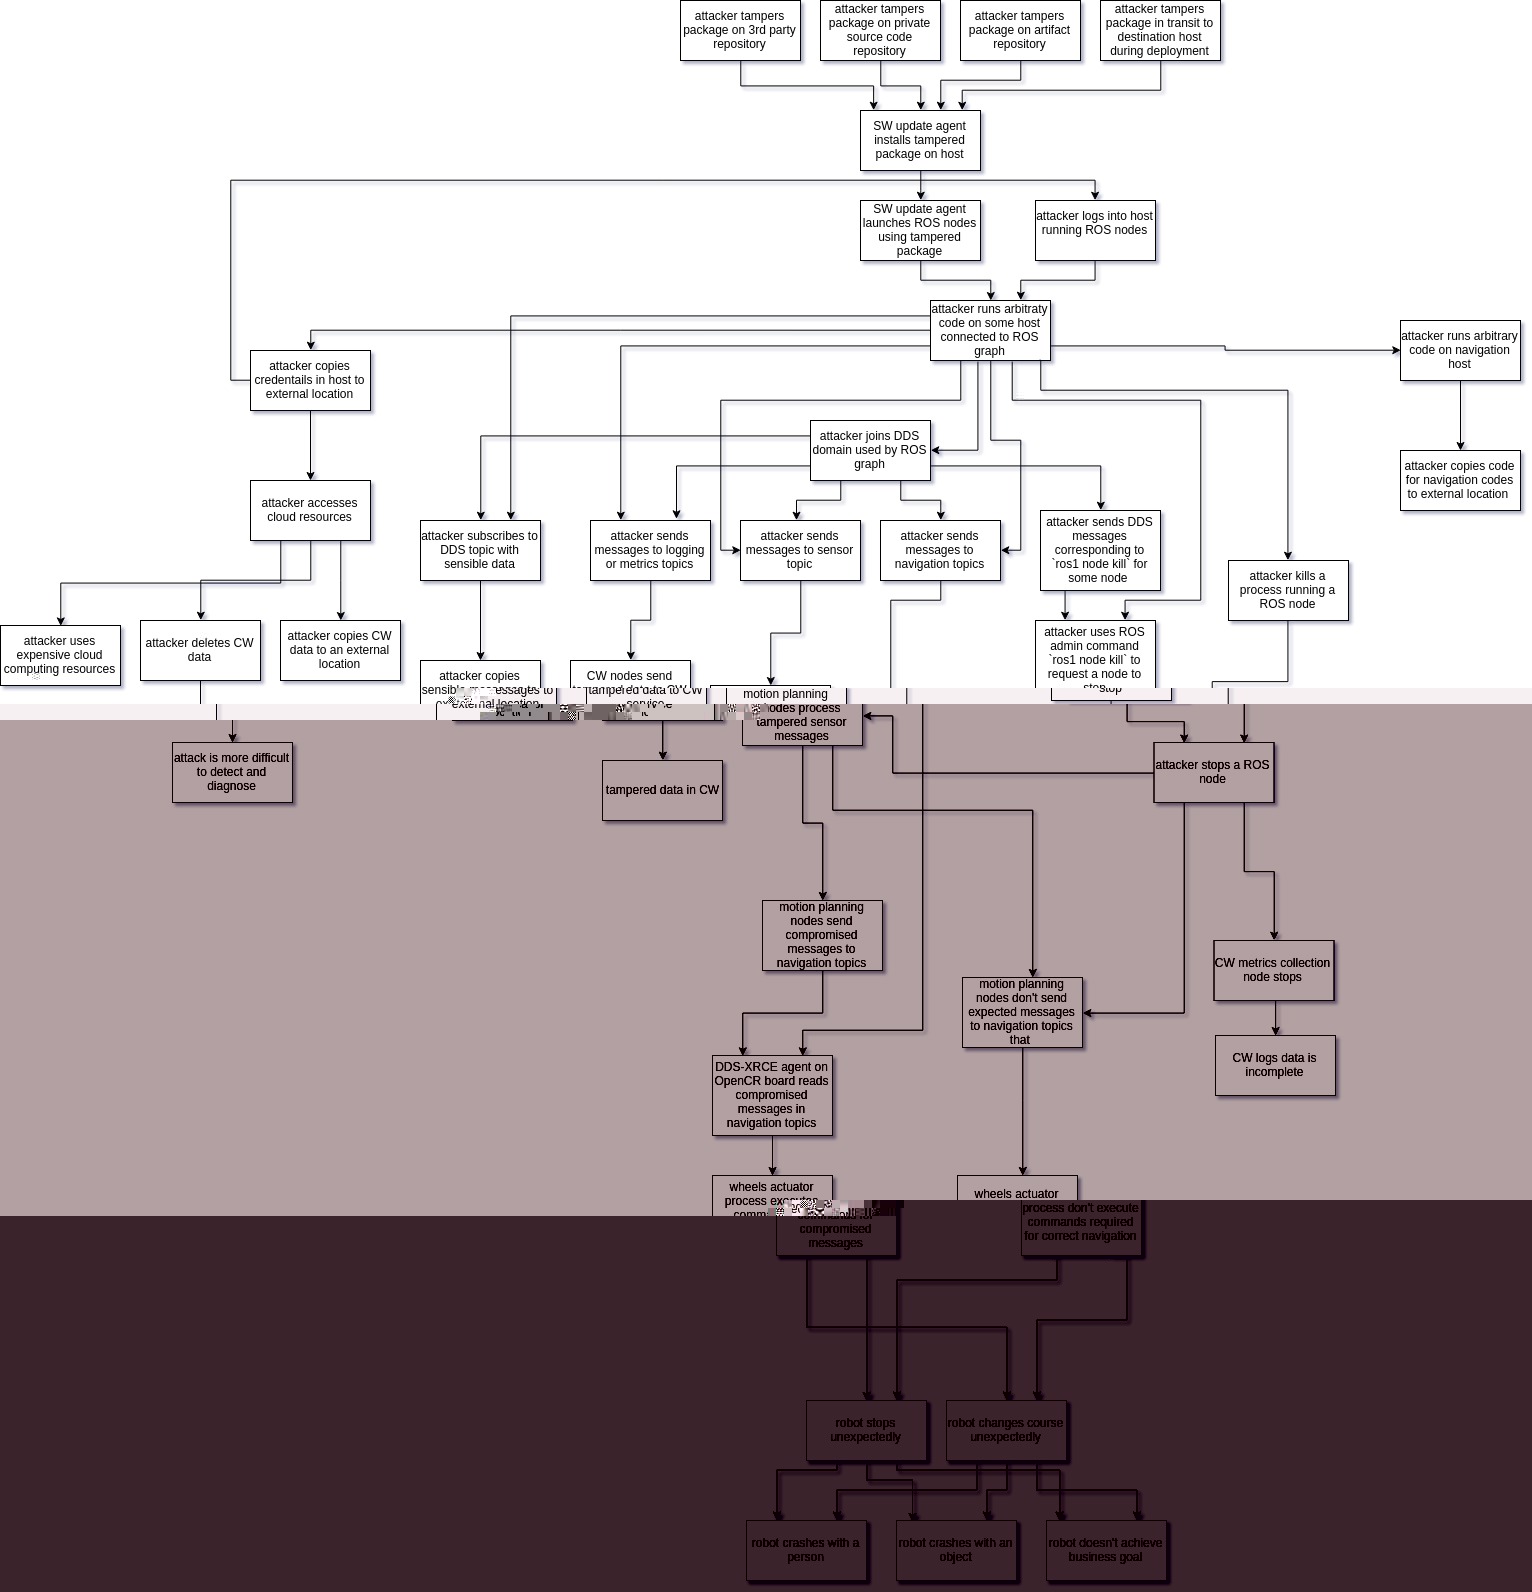 attacker tampers
package on 3rd party
repository
attacker tampers
package on private
source code
repository
attacker tampers
package on artifact
repository
attacker tampers
package in transit to
destination host
during deployment
SW update agent
installs tampered
package on host
SW update agent
launches ROS nodes
using tampered
package
attacker logs into host
running ROS nodes
attacker runs arbitraty
code on some host
connected to ROS
graph
attacker runs arbitrary
code on navigation
host
attacker copies
credentails in host to
external location
attacker joins DDS
domain used by ROS
graph
attacker copies code
for navigation codes
to external location
attacker accesses
cloud resources
attacker subscribes to
DDS topic with
sensible data
attacker sends
messages to logging
or metrics topics
attacker sends
messages to sensor
topic
attacker sends
messages to
navigation topics
attacker sends DDS
messages
corresponding to
`ros1 node kill` for
some node
attacker kills a
process running a
ROS node
attacker uses
expensive cloud
computing resources
attacker deletes CW
data
attacker copies CW
data to an external
location
attacker uses ROS
admin command
`ros1 node kill` to
request a node to
attacker copies
messages to
external location
CW nodes send
tampered data to CW
motion planning
nodes process
tampered sensor
messages
attack is more difficult
to detect and
diagnose
tampered data in CW
attacker stops a ROS
node
motion planning
nodes send
compromised
messages to
navigation topics
CW metrics collection
node stops
motion planning
nodes don't send
expected messages
to navigation topics
that
CW logs data is
incomplete
DDS-XRCE agent on
OpenCR board reads
compromised
messages in
navigation topics
wheels actuator
process
compromised
messages
wheels actuator
process don't execute
commands required
for correct navigation
robot stops
unexpectedly
robot changes course
unexpectedly
robot crashes with a
person
robot crashes with an
object
robot doesn't achieve
business goal